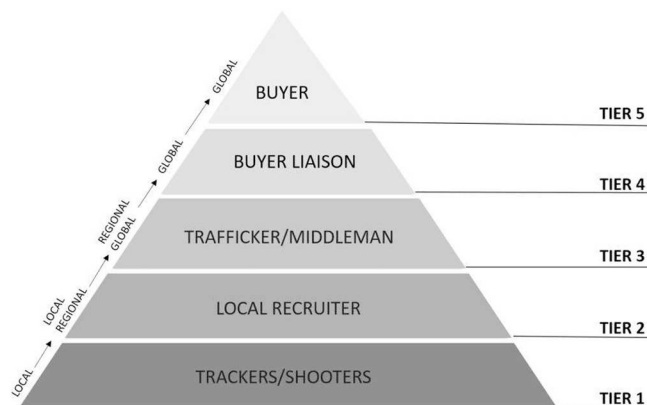 BUYER
TIER 5
GLOBAL
BUYER LIAISON
TIER 4
GLOBAL
TRAFFICKER/MIDDLEMAN
TIER 3
REGIONAL
GLOBAL
LOCAL RECRUITER
TIER 2
LOCAL
REGIONAL
TRACKERS/SHOOTERS
TIER 1
LOCAL